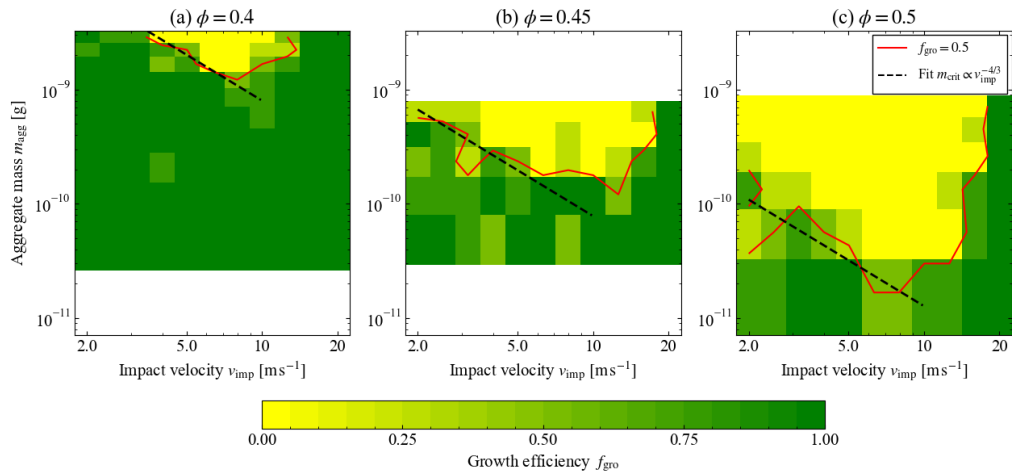 (a) ϕ = 0.4
(b) ϕ = 0.45
(c) ϕ = 0.5
Aggregate mass m_agg [g]
10^−9
10^−10
10^−11
2.0 5.0 10 20
Impact velocity v_imp [m s^−1]
10^−9
10^−10
10^−11
2.0 5.0 10 20
Impact velocity v_imp [m s^−1]
f_gro = 0.5
Fit m_crit ∝ v_imp^−4/3
10^−9
10^−10
10^−11
2.0 5.0 10 20
Impact velocity v_imp [m s^−1]
0.00 0.25 0.50 0.75 1.00
Growth efficiency f_gro